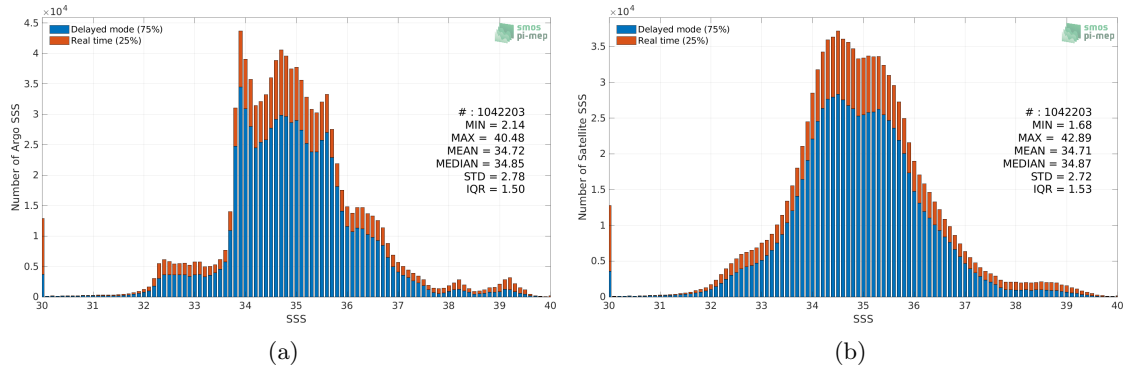 ×10⁴
Delayed mode (75%)
Real time (25%)
smos
pi-mep
# : 1042203
MIN = 2.14
MAX = 40.48
MEAN = 34.72
MEDIAN = 34.85
STD = 2.78
IQR = 1.50
Number of Argo SSS
4.5
4
3.5
3
2.5
2
1.5
1
0.5
0
30 31 32 33 34 35 36 37 38 39 40
SSS
(a)
×10⁴
Delayed mode (75%)
Real time (25%)
smos
pi-mep
# : 1042203
MIN = 1.68
MAX = 42.89
MEAN = 34.71
MEDIAN = 34.87
STD = 2.72
IQR = 1.53
Number of Satellite SSS
3.5
3
2.5
2
1.5
1
0.5
0
30 31 32 33 34 35 36 37 38 39 40
SSS
(b)